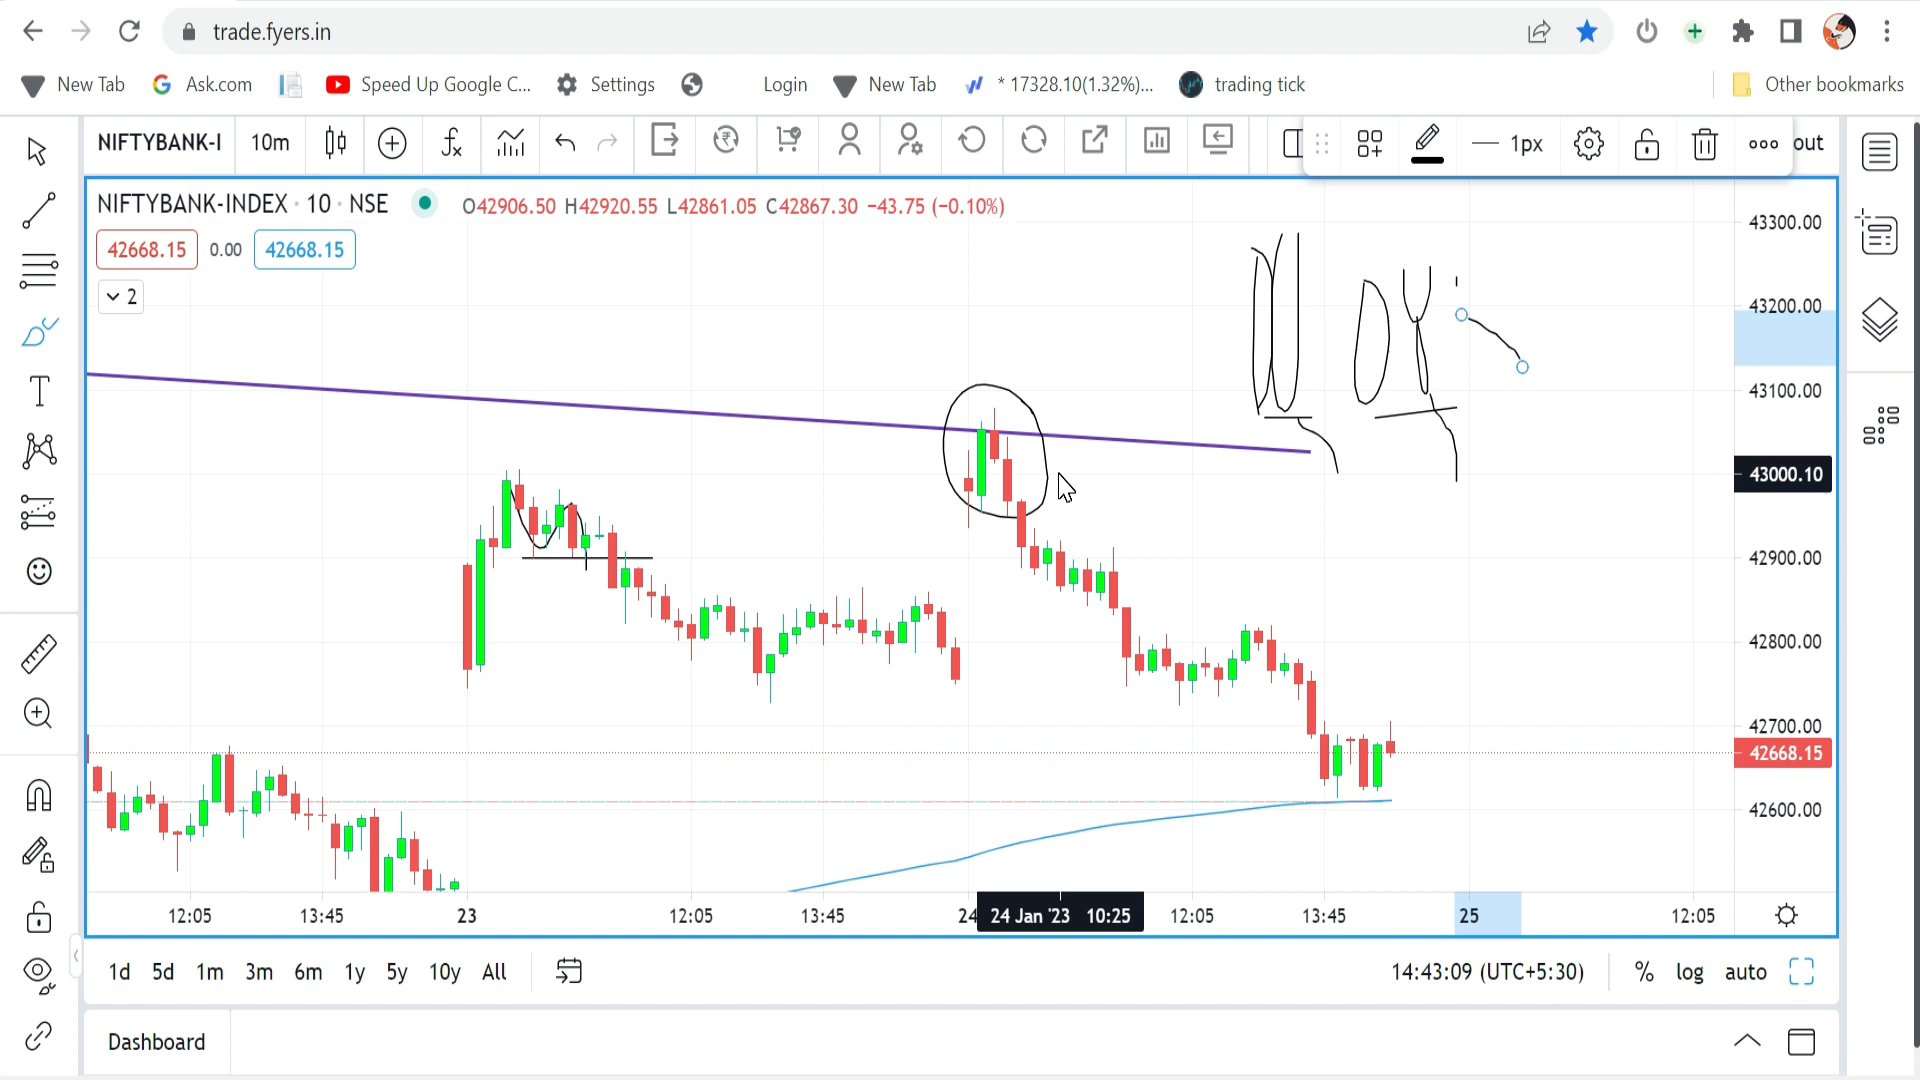 trade.fyers.in
New Tab Ask.com Speed Up Google C... Settings Login New Tab * 17328.10(1.32%)... trading tick Other bookmarks
NIFTYBANK-I 10m 1px out
NIFTYBANK-INDEX · 10 · NSE O42906.50 H42920.55 L42861.05 C42867.30 −43.75 (−0.10%)
42668.15 0.00 42668.15
2
43300.00
43200.00
43100.00
43000.10
42900.00
42800.00
42700.00
42668.15
42600.00
12:05 13:45 23 12:05 13:45 24 24 Jan '23 10:25 12:05 13:45 25 12:05
1d 5d 1m 3m 6m 1y 5y 10y All 14:43:09 (UTC+5:30) % log auto
Dashboard